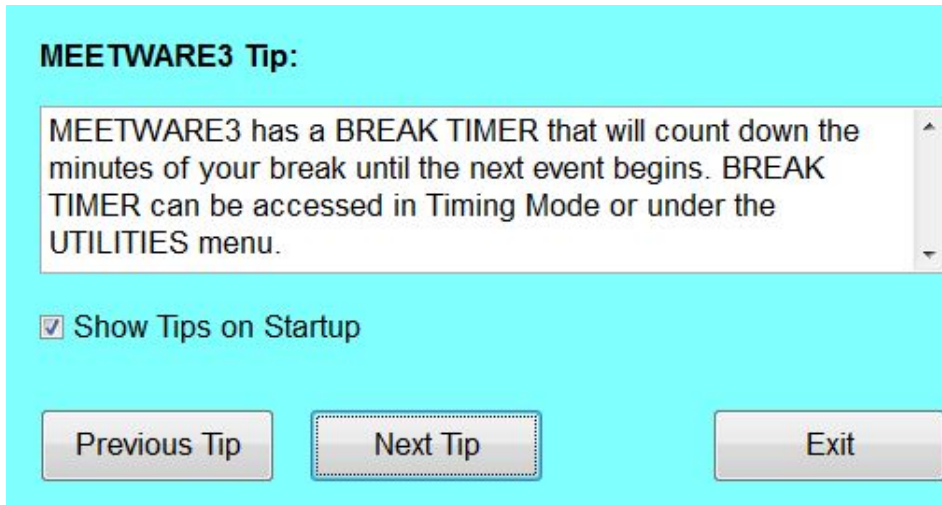 MEETWARE3 Tip:
MEETWARE3 has a BREAK TIMER that will count down the
minutes of your break until the next event begins. BREAK
TIMER can be accessed in Timing Mode or under the
UTILITIES menu.
Show Tips on Startup
Previous Tip Next Tip Exit